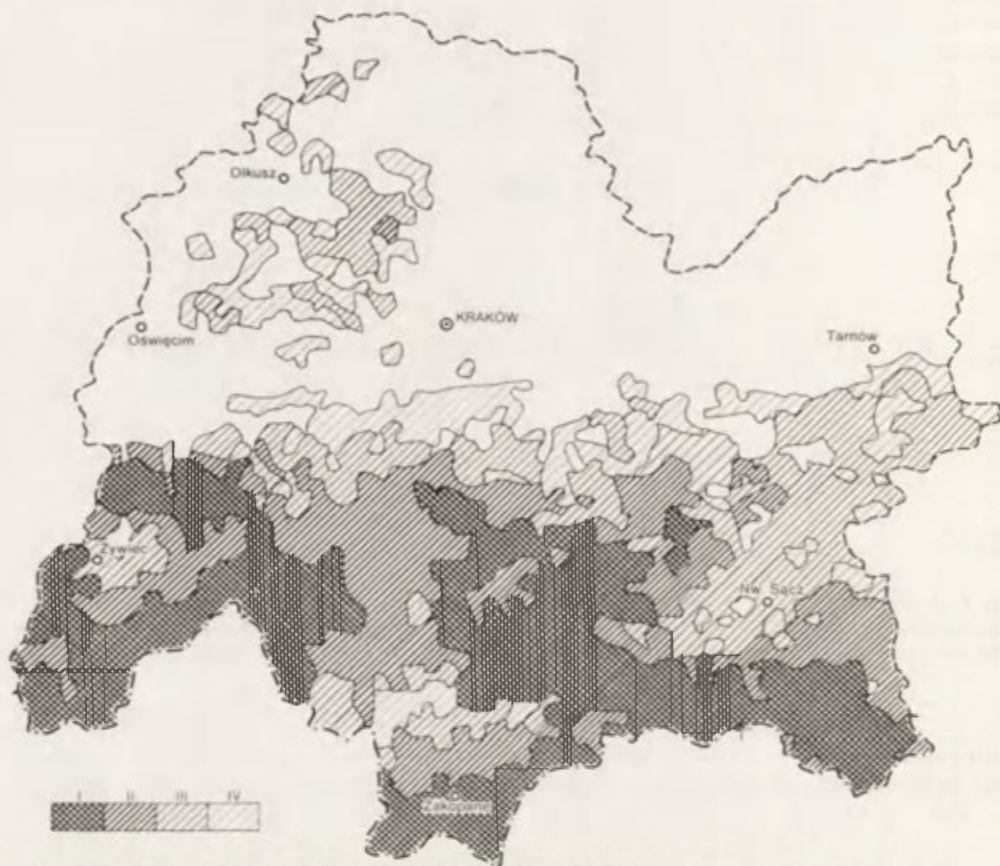 Olkusz
KRAKÓW
Oświęcim
Tarnów
Żywiec
Nw. Sącz
I II III IV
Zakopane